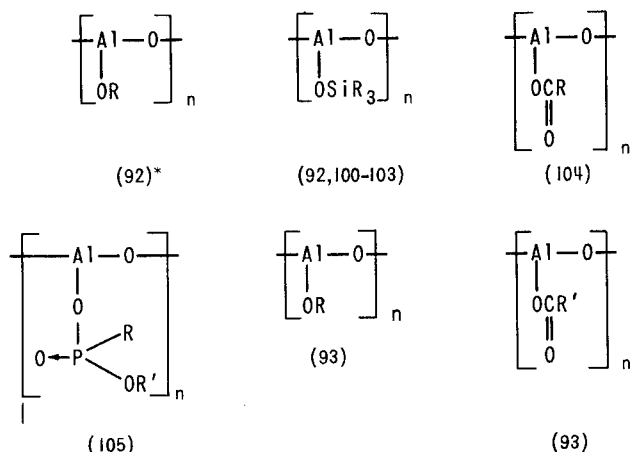 Al—O Al—O Al—O
OR n OSiR3 n OCR n
O
(92)* (92,100-103) (104)
Al—O Al—O Al—O
O OR n OCR' n
R
O←P (93) O
OR' n
(105) (93)